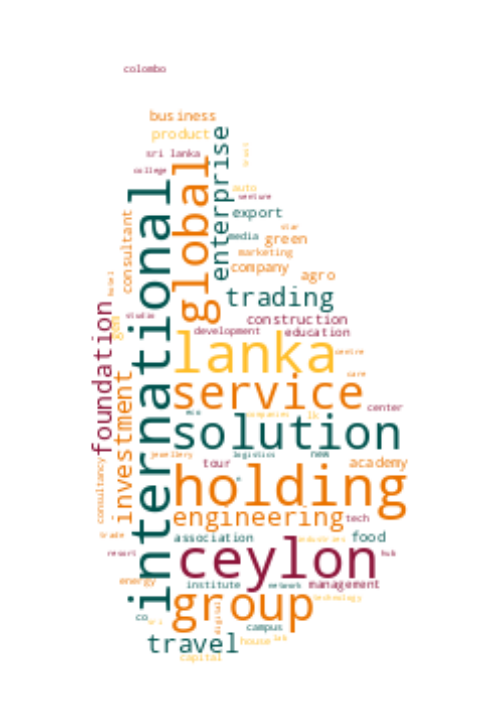 colombo
business
product
enterprise
sri lanka
global
college
international
auto
venture
consultant
export
star
media
green
marketing
company
hotel
agro
trading
foundation
studio
gem
construction
development
education
lanka
centre
investment
care
service
center
eco
companies
lk
solution
jewellery
logistics
new
tour
academy
consultancy
holding
engineering
tech
trade
association
industries
food
resort
ceylon
hub
energy
institute
network
management
group
technology
co
sri
digital
campus
travel
house
lab
capital